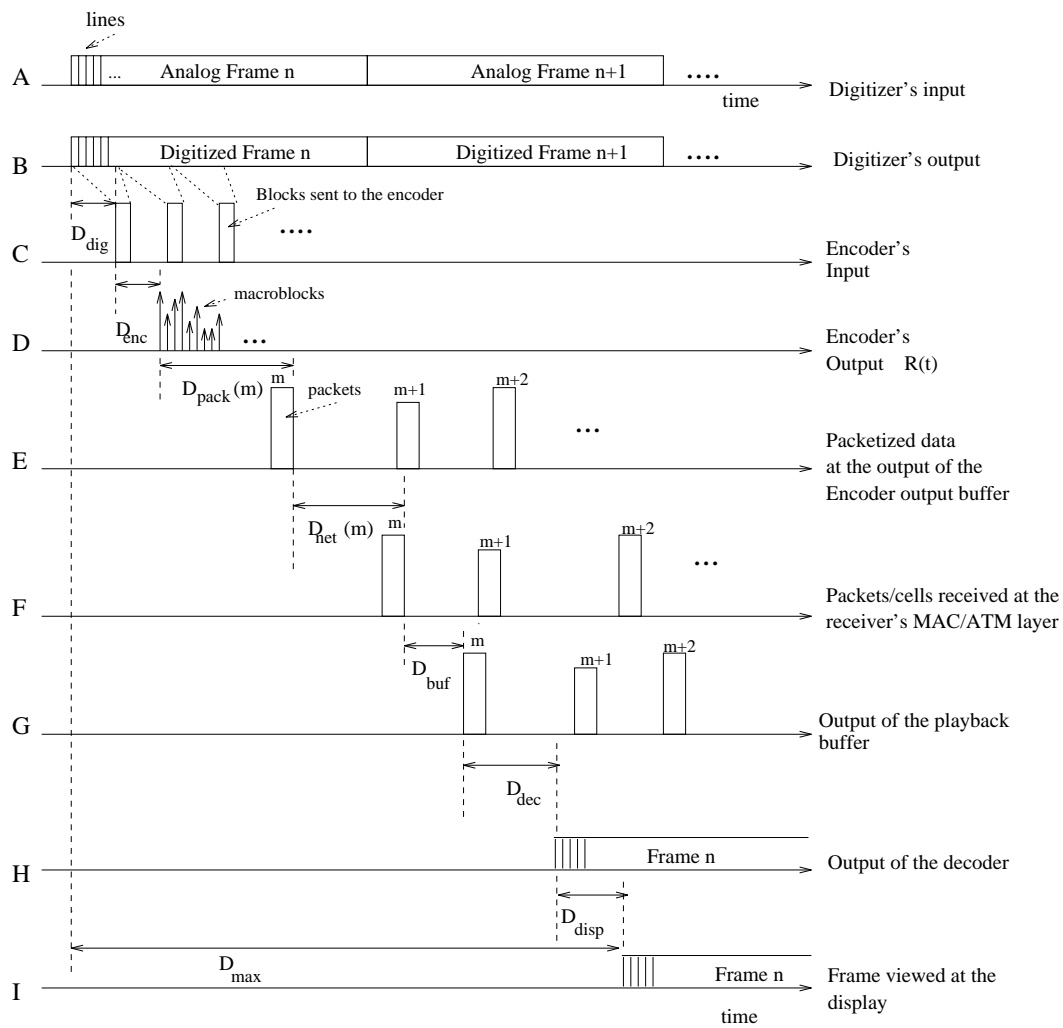 lines
A
...
Analog Frame n
Analog Frame n+1
....
time
Digitizer's input
B
Digitized Frame n
Digitized Frame n+1
....
Digitizer's output
Blocks sent to the encoder
D dig
....
C
Encoder's
Input
macroblocks
D enc
D
...
Encoder's
Output R(t)
D pack (m)
m
packets
m+1
m+2
...
E
Packetized data
at the output of the
Encoder output buffer
D net (m)
m
m+1
m+2
...
F
Packets/cells received at the
receiver's MAC/ATM layer
D buf
m
m+1
m+2
G
Output of the playback
buffer
D dec
H
Frame n
Output of the decoder
D disp
D max
I
Frame n
Frame viewed at the
display
time